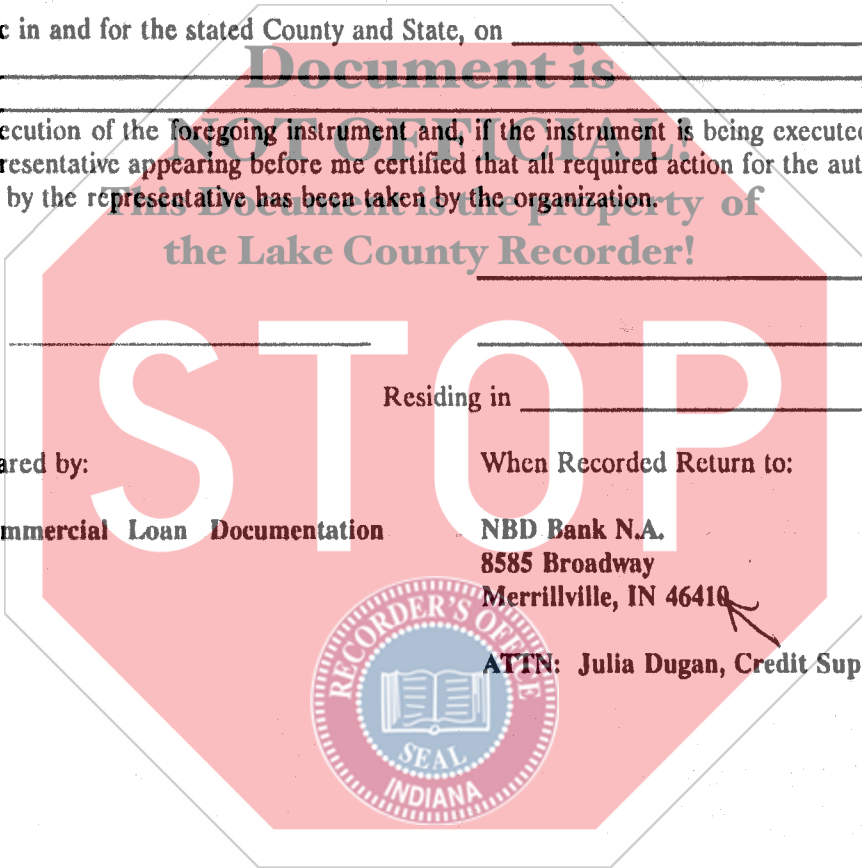 c in and for the stated County and State, on
Document is
NOT OFFICIAL!
ecution of the foregoing instrument and, if the instrument is being executed
resentative appearing before me certified that all required action for the aut
by the representative has been taken by the organization.
This Document is the property of
the Lake County Recorder!
STOP
Residing in
ared by:
When Recorded Return to:
mmercial Loan Documentation
NBD Bank N.A.
8585 Broadway
Merrillville, IN 46410
ATTN: Julia Dugan, Credit Sup
RECORDER'S OFFICE
SEAL
INDIANA